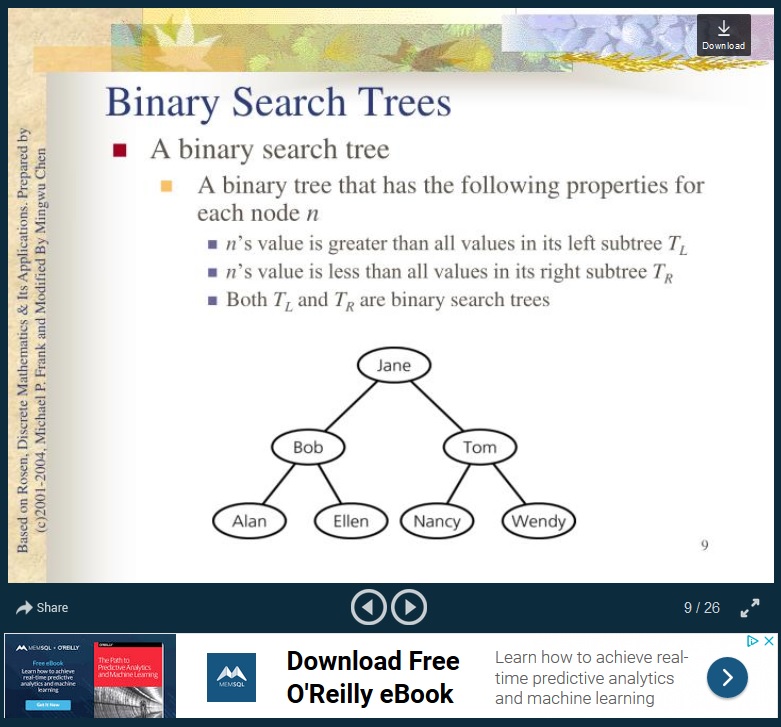 Download
Binary Search Trees
A binary search tree
A binary tree that has the following properties for
each node n
n's value is greater than all values in its left subtree TL
n's value is less than all values in its right subtree TR
Both TL and TR are binary search trees
Jane
Bob
Tom
Alan
Ellen
Nancy
Wendy
9
Based on Rosen, Discrete Mathematics & Its Applications. Prepared by
(c)2001-2004, Michael P. Frank and Modified By Mingwu Chen
Share
9 / 26
MEMSQL + O'REILLY
Free eBook
Learn how to achieve
real-time predictive
analytics and machine
learning
Get It Now
O'REILLY
The Path to
Predictive Analytics
and Machine Learning
MEMSQL
Download Free
O'Reilly eBook
Learn how to achieve real-
time predictive analytics
and machine learning